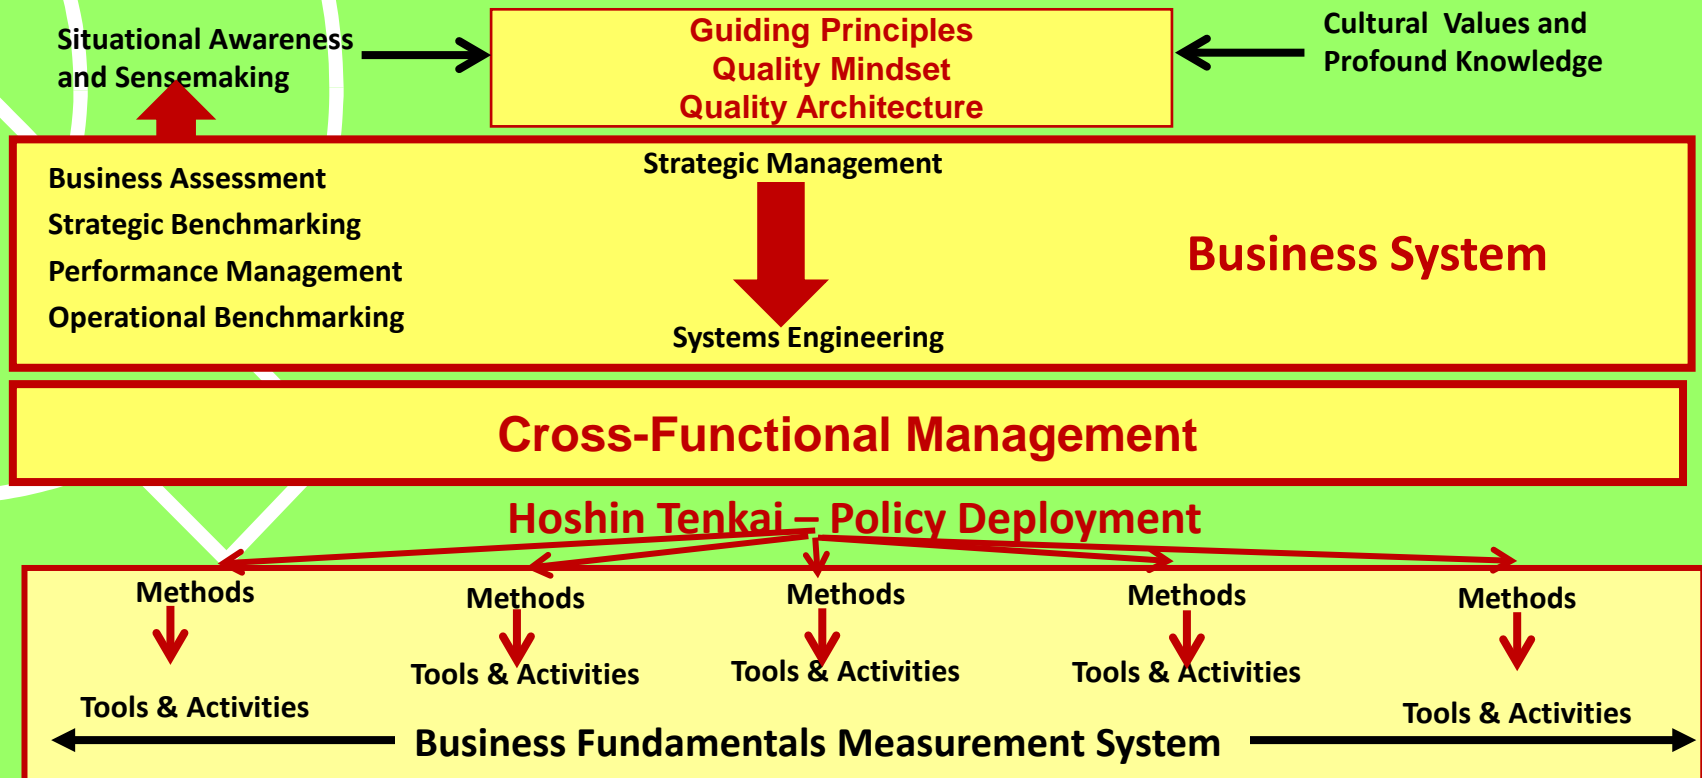 Situational Awareness
and Sensemaking
Guiding Principles
Quality Mindset
Quality Architecture
Cultural Values and
Profound Knowledge
Business Assessment
Strategic Benchmarking
Performance Management
Operational Benchmarking
Strategic Management
Systems Engineering
Business System
Cross-Functional Management
Hoshin Tenkai – Policy Deployment
Methods
Methods
Methods
Methods
Methods
Tools & Activities
Tools & Activities
Tools & Activities
Tools & Activities
Tools & Activities
Business Fundamentals Measurement System